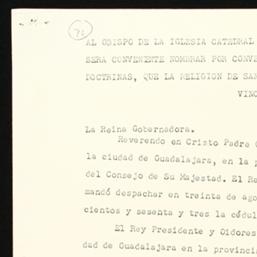 72
AL OBISPO DE LA IGLESIA CATEDRAL
SERA CONVENIENTE NOMBRAR POR CONVE
DOCTRINAS, QUE LA RELIGION DE SAN
VINC
La Reina Gobernadora.
Reverendo en Cristo Padre
la ciudad de Guadalajara, en la p
del Consejo de Su Majestad. El Re
mandó despachar en treinta de ago
cientos y sesenta y tres la cédul
El Rey Presidente y Oidores
dad de Guadalajara en la provincia